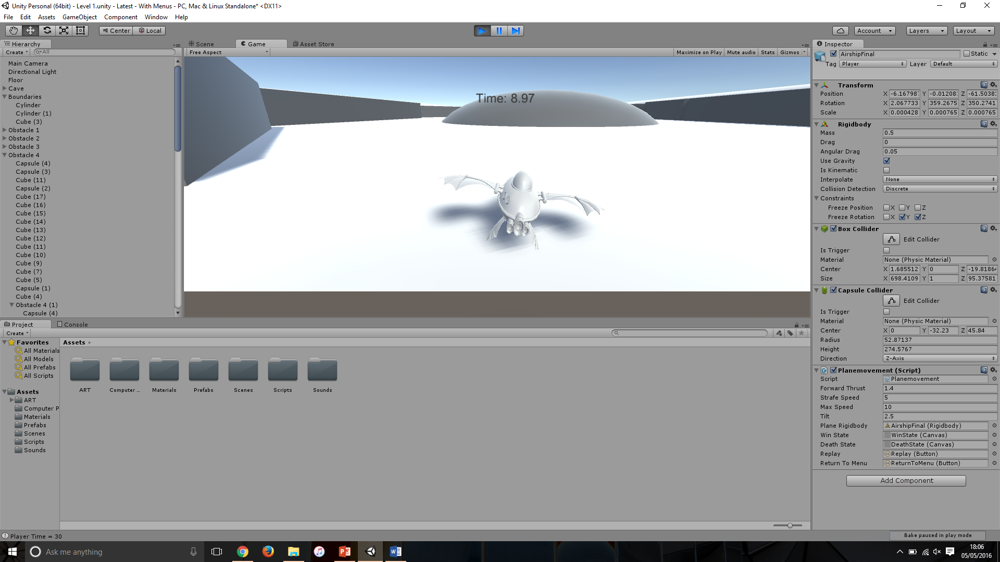 Unity Personal (64bit) - Level 1.unity - Latest - With Menus - PC, Mac & Linux Standalone* <DX11>
File Edit Assets GameObject Component Window Help
Center Local Account Layers Layout
Hierarchy
Create All
Main Camera
Directional Light
Floor
Cave
Boundaries
Cylinder
Cylinder (1)
Cube (3)
Obstacle 1
Obstacle 2
Obstacle 3
Obstacle 4
Capsule (4)
Capsule (3)
Cube (11)
Capsule (2)
Cube (17)
Cube (16)
Cube (15)
Cube (14)
Cube (13)
Cube (12)
Cube (11)
Cube (10)
Cube (9)
Cube (7)
Cube (5)
Capsule (1)
Cube (4)
Obstacle 4 (1)
Capsule (4)
Scene Game Asset Store
Free Aspect Maximize on Play Mute audio Stats Gizmos
Time: 8.97
Inspector
AirshipFinal Static
Tag Player Layer Default
Transform
Position X -6.16798 Y -0.01208 Z -61.5038
Rotation X 2.067733 Y 359.2675 Z 350.2741
Scale X 0.000428 Y 0.000765 Z 0.000765
Rigidbody
Mass 0.5
Drag 0
Angular Drag 0.05
Use Gravity
Is Kinematic
Interpolate None
Collision Detection Discrete
Constraints
Freeze Position X Y Z
Freeze Rotation X Y Z
Box Collider
Edit Collider
Is Trigger
Material None (Physic Material)
Center X 1.685512 Y 0 Z -19.8186
Size X 698.4109 Y 1 Z 95.37581
Capsule Collider
Edit Collider
Is Trigger
Material None (Physic Material)
Center X 0 Y -32.23 Z 45.84
Radius 52.87137
Height 274.5767
Direction Z-Axis
Planemovement (Script)
Script Planemovement
Forward Thrust 1.4
Strafe Speed 5
Max Speed 10
Tilt 2.5
Plane Rigidbody AirshipFinal (Rigidbody)
Win State WinState (Canvas)
Death State DeathState (Canvas)
Replay Replay (Button)
Return To Menu ReturnToMenu (Button)
Add Component
Project Console
Create
Favorites
All Materials
All Models
All Prefabs
All Scripts
Assets
ART
Computer P
Materials
Prefabs
Scenes
Scripts
Sounds
Assets
ART Computer ... Materials Prefabs Scenes Scripts Sounds
Player Time = 30
Bake paused in play mode
Ask me anything
18:06
05/05/2016